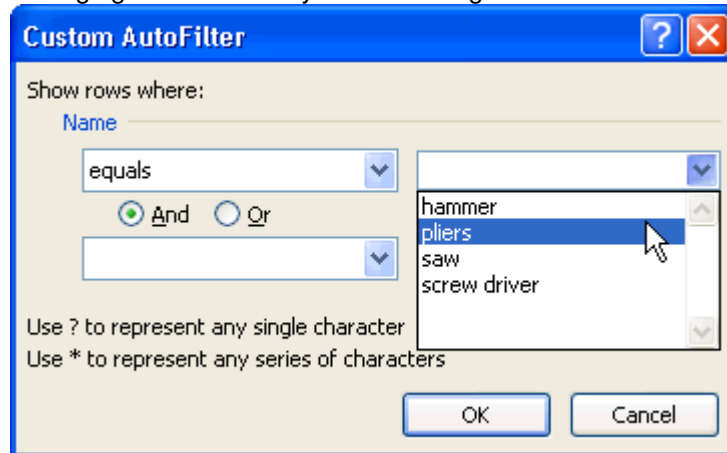 Custom AutoFilter
Show rows where:
Name
equals
And Or
hammer
pliers
saw
screw driver
Use ? to represent any single character
Use * to represent any series of characters
OK Cancel